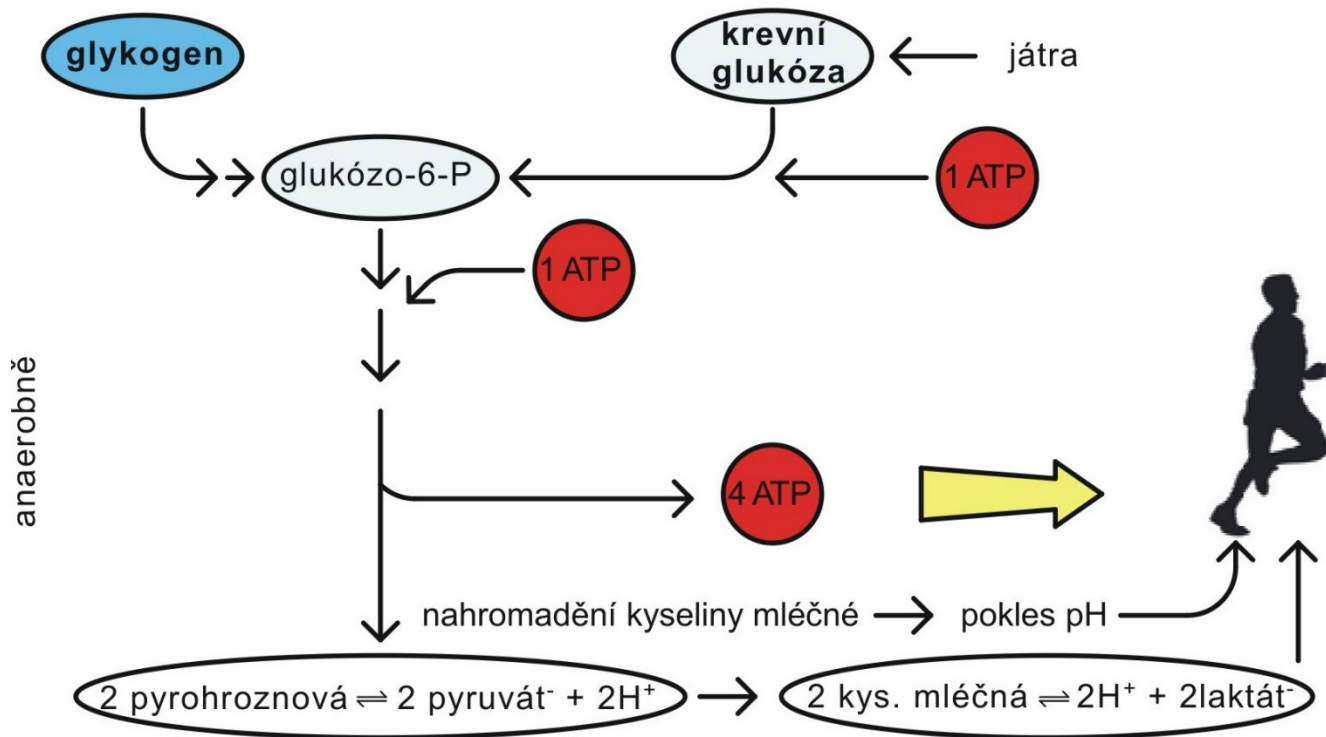 glykogen
krevní
glukóza
játra
glukózo-6-P
1 ATP
1 ATP
anaerobně
4 ATP
nahromadění kyseliny mléčné
pokles pH
2 pyrohroznová ⇌ 2 pyruvát⁻ + 2H⁺
2 kys. mléčná ⇌ 2H⁺ + 2laktát⁻